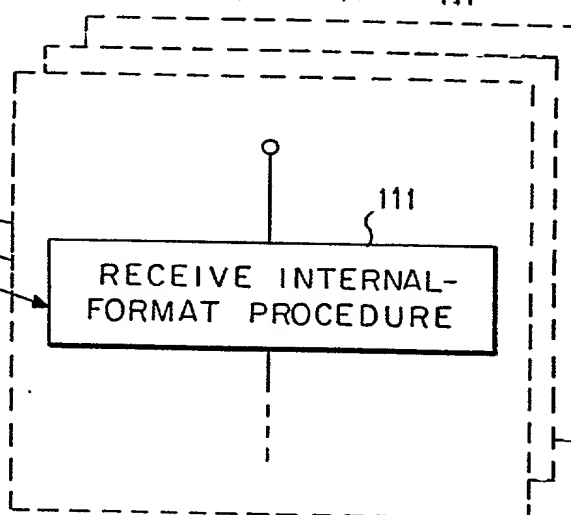 111
RECEIVE INTERNAL-
FORMAT PROCEDURE